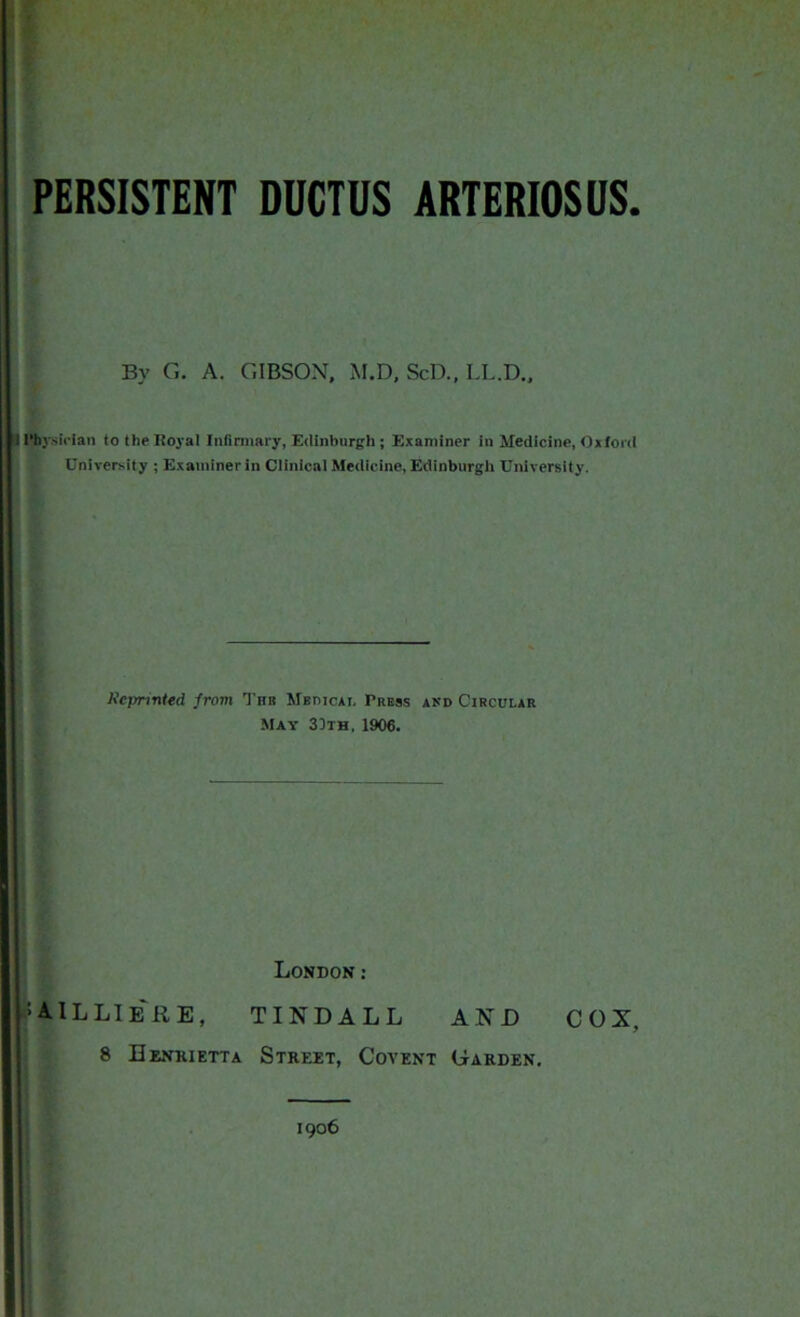 PERSISTENT DUCTUS ARTERIOSUS.
By G. A. GIBSON, M.D, ScD., LL.D.,
Physician to the Royal Infirmary, Edinburgh ; Examiner in Medicine, Oxford
University ; Examiner in Clinical Medicine, Edinburgh University.
Reprinted from THE MEDICAL PRESS AND CIRCULAR
MAY 30TH, 1906.
LONDON :
AILLIÈRE, TINDALL AND COX,
8 HENRIETTA STREET, COVENT GARDEN.
1906